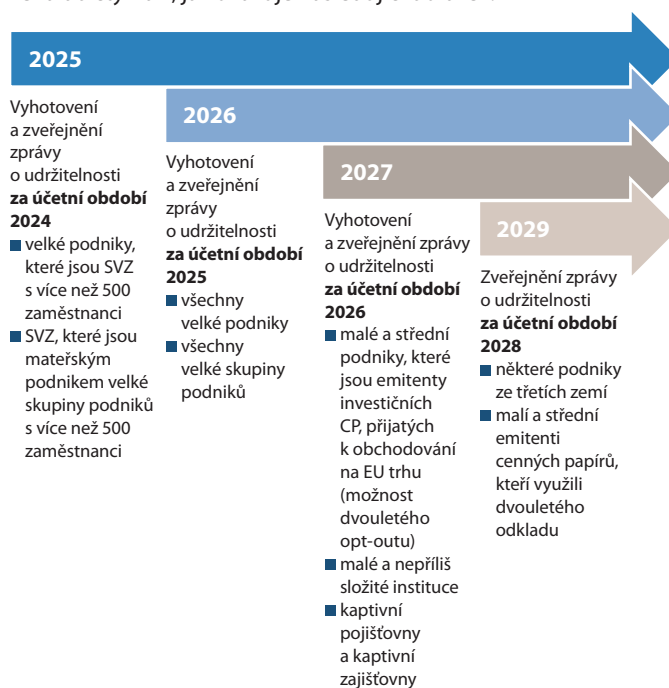 2025
Vyhotovení
a zveřejnění
zprávy
o udržitelnosti
za účetní období
2024
velké podniky,
které jsou SVZ
s více než 500
zaměstnanci
SVZ, které jsou
mateřským
podnikem velké
skupiny podniků
s více než 500
zaměstnanci
2026
Vyhotovení
a zveřejnění
zprávy
o udržitelnosti
za účetní období
2025
všechny
velké podniky
všechny
velké skupiny
podniků
2027
Vyhotovení
a zveřejnění zprávy
o udržitelnosti
za účetní období
2026
malé a střední
podniky, které
jsou emitenty
investičních
CP, přijatých
k obchodování
na EU trhu
(možnost
dvouletého
opt-outu)
malé a nepříliš
složité instituce
kaptivní
pojišťovny
a kaptivní
zajišťovny
2029
Zveřejnění zprávy
o udržitelnosti
za účetní období
2028
některé podniky
ze třetích zemí
malí a střední
emitenti
cenných papírů,
kteří využili
dvouletého
odkladu